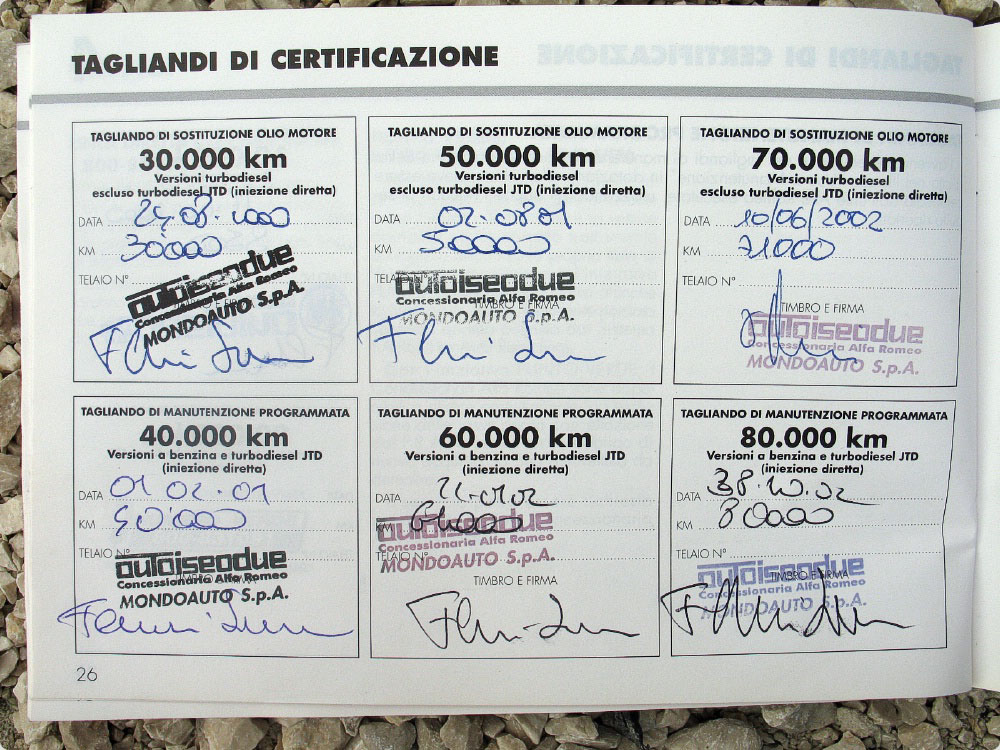 TAGLIANDI DI CERTIFICAZIONE
TAGLIANDO DI SOSTITUZIONE OLIO MOTORE
30.000 km
Versioni turbodiesel
escluso turbodiesel JTD (iniezione diretta)
DATA
KM 30000
TELAIO N°
autoiseodue
Concessionaria Alfa Romeo
TIMBRO E FIRMA
MONDOAUTO S.p.A.
TAGLIANDO DI SOSTITUZIONE OLIO MOTORE
50.000 km
Versioni turbodiesel
escluso turbodiesel JTD (iniezione diretta)
DATA 02.08.01
KM 50000
TELAIO N°
autoiseodue
Concessionaria Alfa Romeo
TIMBRO E FIRMA
MONDOAUTO S.p.A.
TAGLIANDO DI SOSTITUZIONE OLIO MOTORE
70.000 km
Versioni turbodiesel
escluso turbodiesel JTD (iniezione diretta)
DATA 10/06/2002
KM 71000
TELAIO N°
TIMBRO E FIRMA
autoiseodue
Concessionaria Alfa Romeo
MONDOAUTO S.p.A.
TAGLIANDO DI MANUTENZIONE PROGRAMMATA
40.000 km
Versioni a benzina e turbodiesel JTD
(iniezione diretta)
DATA 01 02.01
KM 40.000
TELAIO N°
autoiseodue
Concessionaria Alfa Romeo
TIMBRO E FIRMA
MONDOAUTO S.p.A.
TAGLIANDO DI MANUTENZIONE PROGRAMMATA
60.000 km
Versioni a benzina e turbodiesel JTD
(iniezione diretta)
DATA
KM
autoiseodue
Concessionaria Alfa Romeo
TELAIO N°
MONDOAUTO S.p.A.
TIMBRO E FIRMA
TAGLIANDO DI MANUTENZIONE PROGRAMMATA
80.000 km
Versioni a benzina e turbodiesel JTD
(iniezione diretta)
DATA
KM 80000
TELAIO N°
autoiseodue
TIMBRO E FIRMA
Concessionaria Alfa Romeo
MONDOAUTO S.p.A.
26